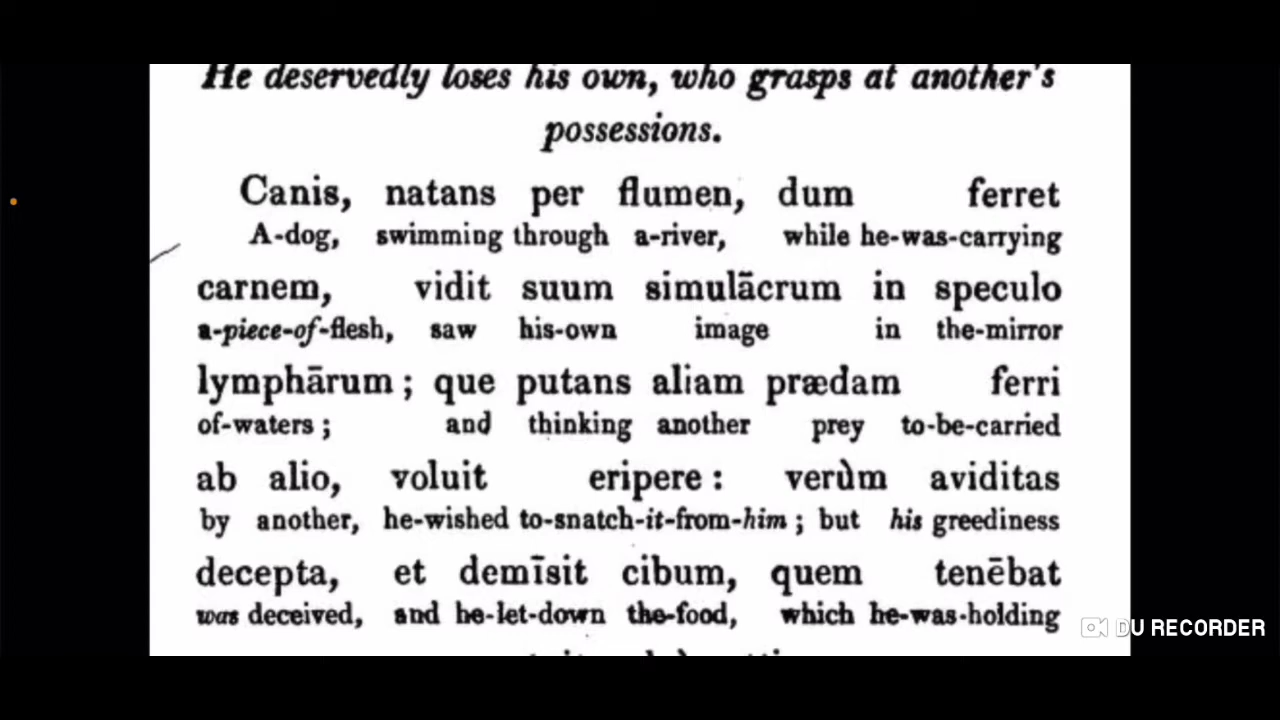 He deservedly loses his own, who grasps at another's
possessions.
Canis, natans per flumen, dum ferret
A-dog, swimming through a-river, while he-was-carrying
carnem, vidit suum simulācrum in speculo
a-piece-of-flesh, saw his-own image in the-mirror
lymphārum ; que putans aliam prædam ferri
of-waters ; and thinking another prey to-be-carried
ab alio, voluit eripere : verùm aviditas
by another, he-wished to-snatch-it-from-him ; but his greediness
decepta, et demīsit cibum, quem tenēbat
was deceived, and he-let-down the-food, which he-was-holding
DU RECORDER